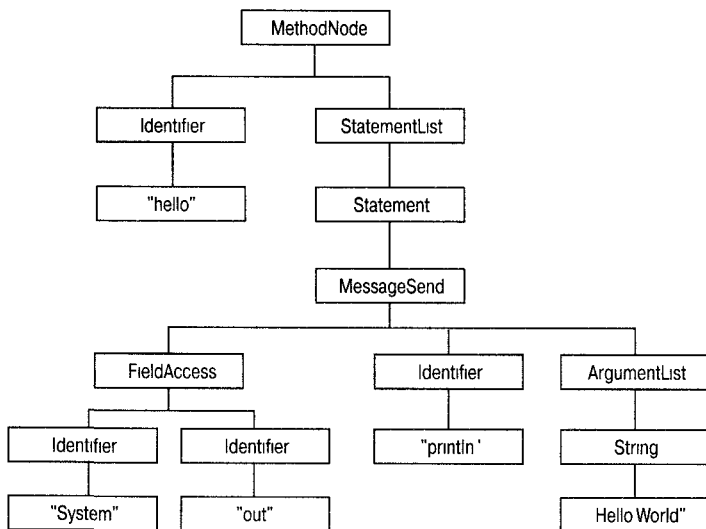 MethodNode
Identifier StatementList
"hello" Statement
MessageSend
FieldAccess Identifier ArgumentList
Identifier Identifier "println' String
"System" "out" Hello World"